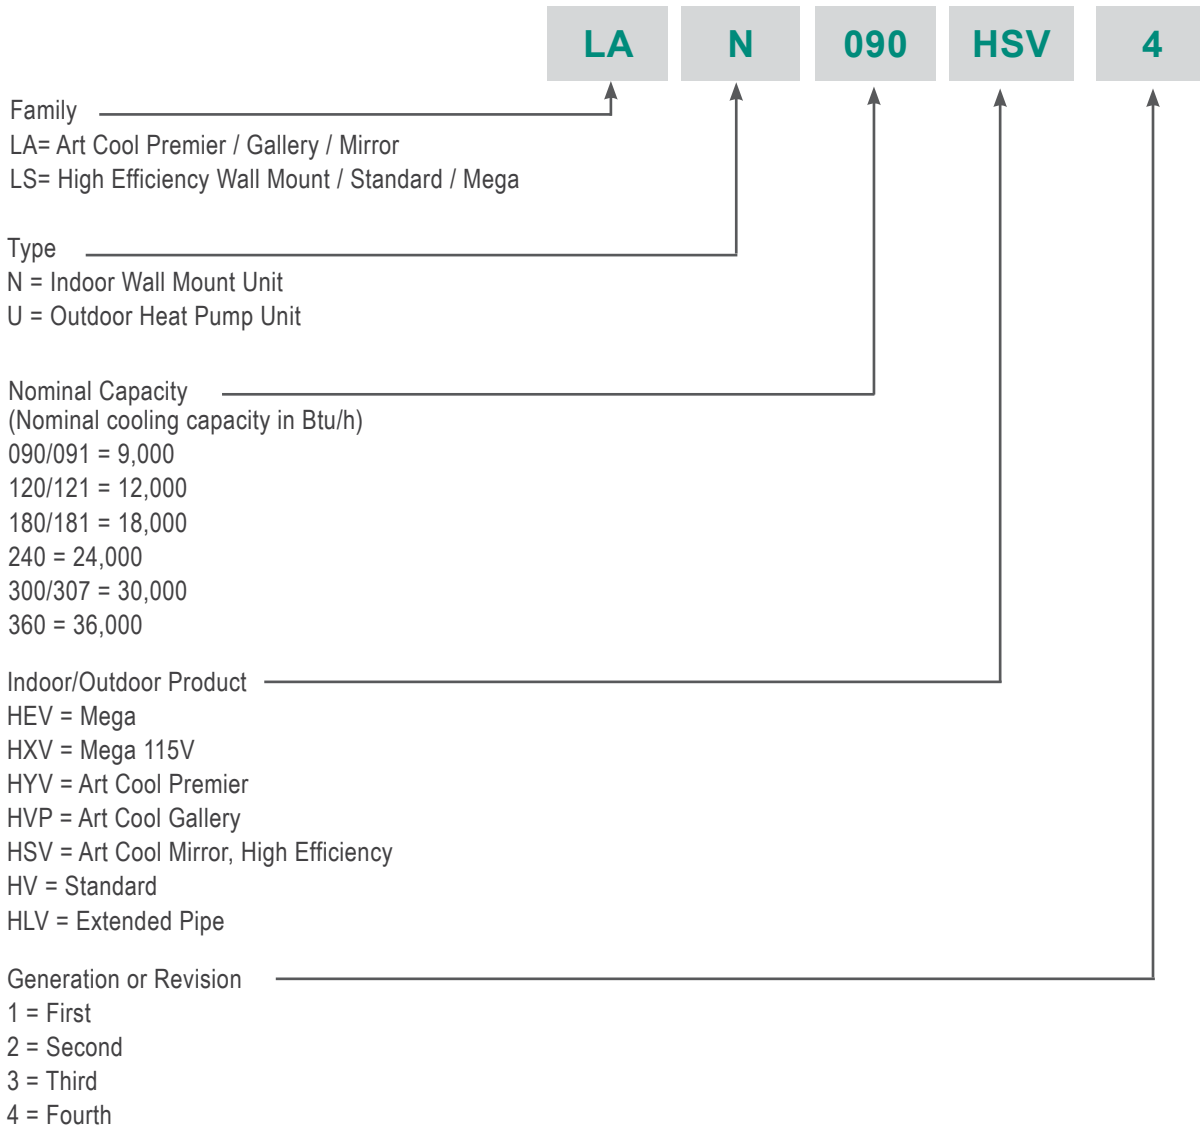 LA N 090 HSV 4
Family
LA= Art Cool Premier / Gallery / Mirror
LS= High Efficiency Wall Mount / Standard / Mega
Type
N = Indoor Wall Mount Unit
U = Outdoor Heat Pump Unit
Nominal Capacity
(Nominal cooling capacity in Btu/h)
090/091 = 9,000
120/121 = 12,000
180/181 = 18,000
240 = 24,000
300/307 = 30,000
360 = 36,000
Indoor/Outdoor Product
HEV = Mega
HXV = Mega 115V
HYV = Art Cool Premier
HVP = Art Cool Gallery
HSV = Art Cool Mirror, High Efficiency
HV = Standard
HLV = Extended Pipe
Generation or Revision
1 = First
2 = Second
3 = Third
4 = Fourth